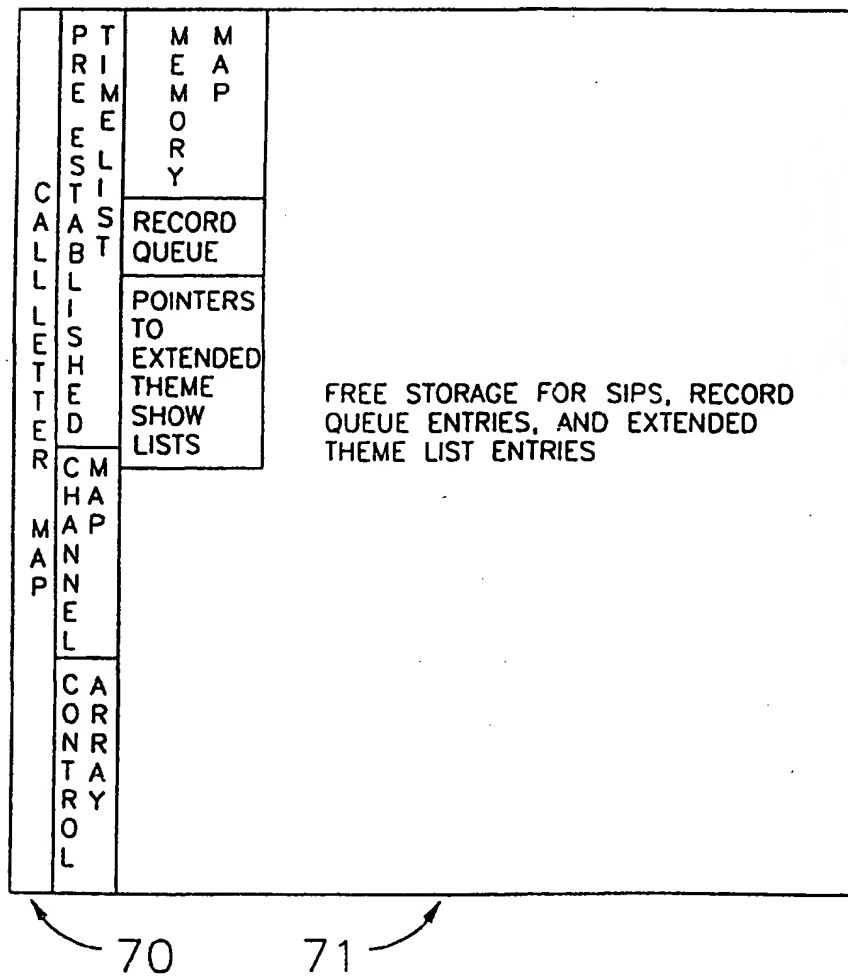 CALL LETTER MAP
PRE ESTABLISHED
TIME LIST
CHANNEL
MAP
CONTROL
ARRAY
MEMORY
MAP
RECORD
QUEUE
POINTERS
TO
EXTENDED
THEME
SHOW
LISTS
FREE STORAGE FOR SIPS, RECORD
QUEUE ENTRIES, AND EXTENDED
THEME LIST ENTRIES
70
71